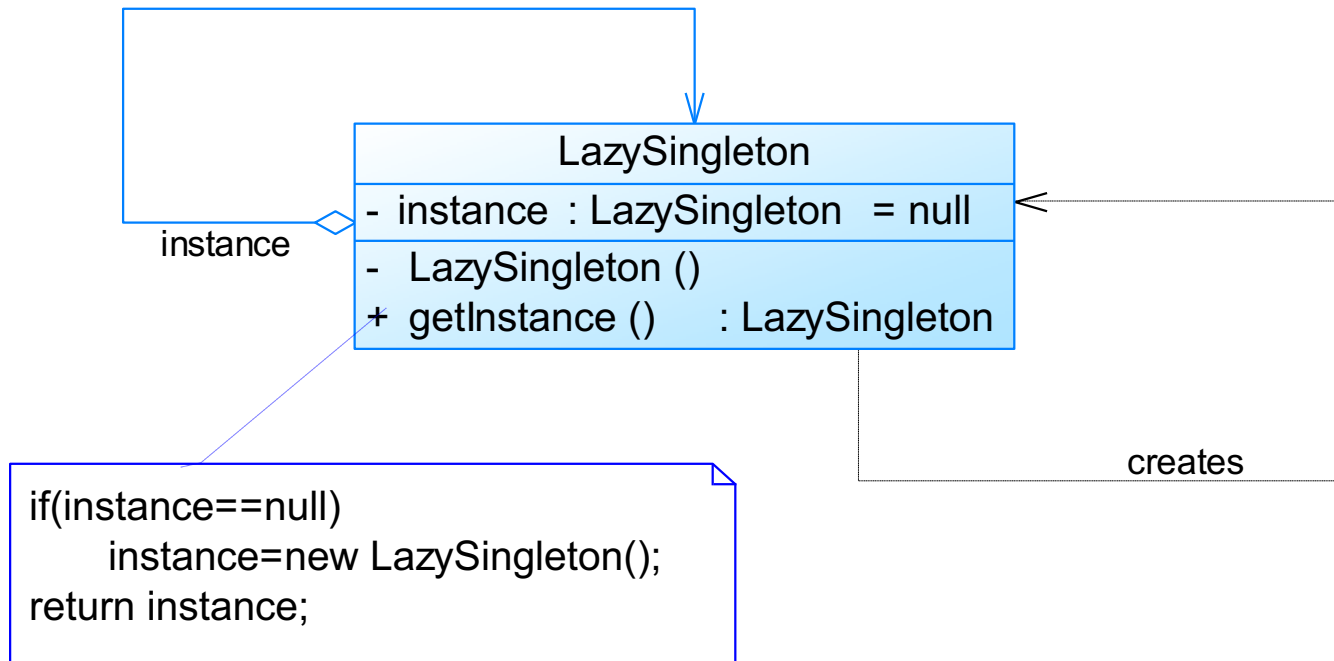 LazySingleton
- instance : LazySingleton = null
instance
- LazySingleton ()
+ getInstance () : LazySingleton
creates
if(instance==null)
instance=new LazySingleton();
return instance;